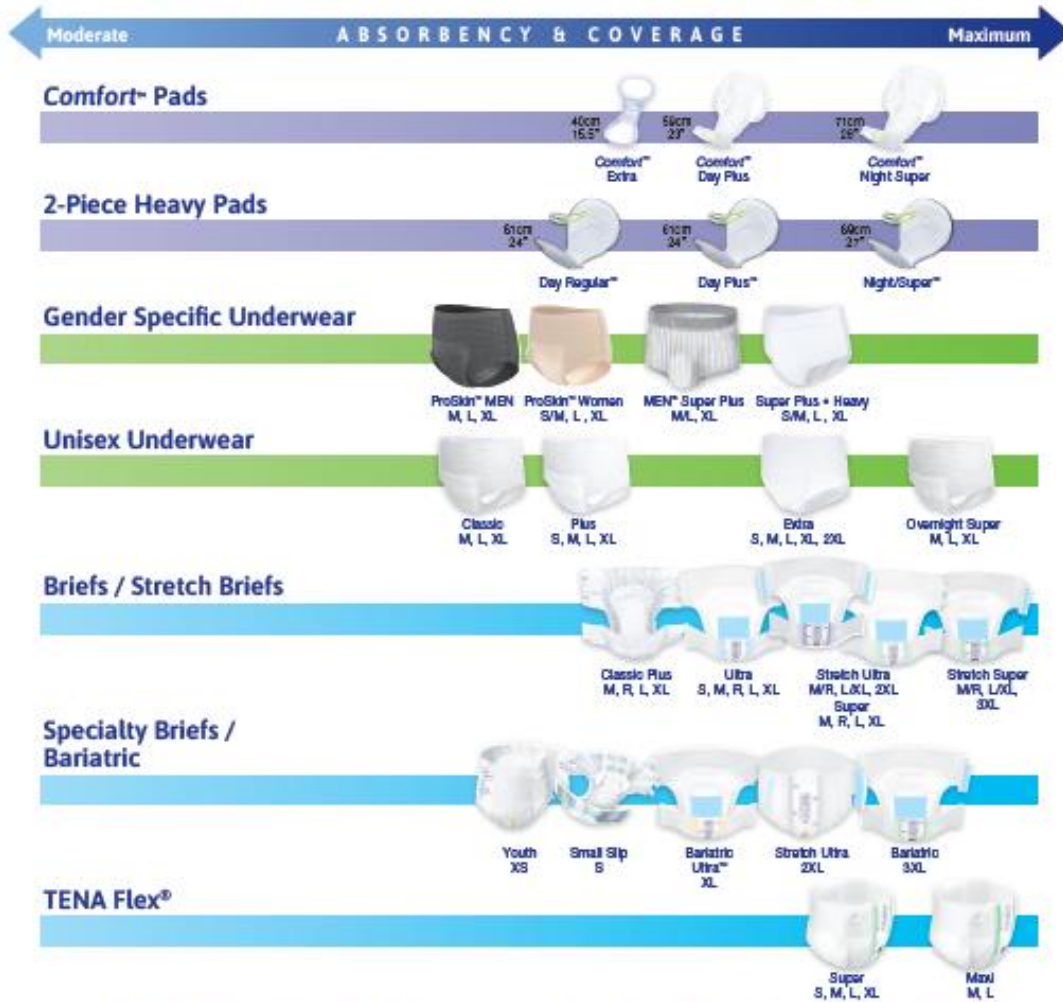 Moderate ABSORBENCY & COVERAGE Maximum
Comfort™ Pads
40cm 59cm 71cm
15.5" 23" 28"
Comfort™ Comfort™ Comfort™
Extra Day Plus Night Super
2-Piece Heavy Pads
61cm 61cm 69cm
24" 24" 27"
Day Regular™ Day Plus™ Night/Super™
Gender Specific Underwear
ProSkin™ MEN ProSkin™ Women MEN™ Super Plus Super Plus + Heavy
M, L, XL S/M, L , XL M/L, XL S/M, L , XL
Unisex Underwear
Classic Plus Extra Overnight Super
M, L, XL S, M, L, XL S, M, L, XL, 2XL M, L, XL
Briefs / Stretch Briefs
Classic Plus Ultra Stretch Ultra Stretch Super
M, R, L, XL S, M, R, L, XL M/R, L/XL, 2XL M/R, L/XL,
Super 3XL
M, R, L, XL
Specialty Briefs /
Bariatric
Youth Small Slip Bariatric Stretch Ultra Bariatric
XS S Ultra™ 2XL 3XL
XL
TENA Flex®
Super Maxi
S, M, L, XL M, L